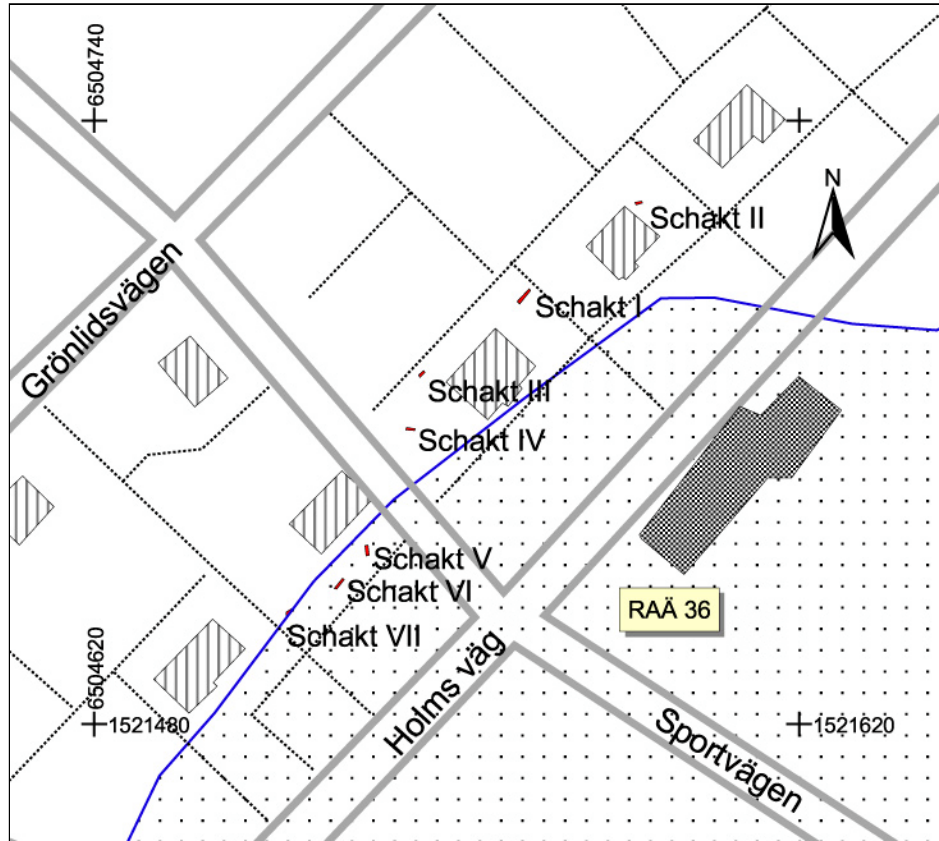 6504740
N
Schakt II
Grönlidsvägen
Schakt I
Schakt III
Schakt IV
Schakt V
Schakt VI
RAÄ 36
Schakt VII
6504620
1521480
Holms väg
Sportvägen
1521620